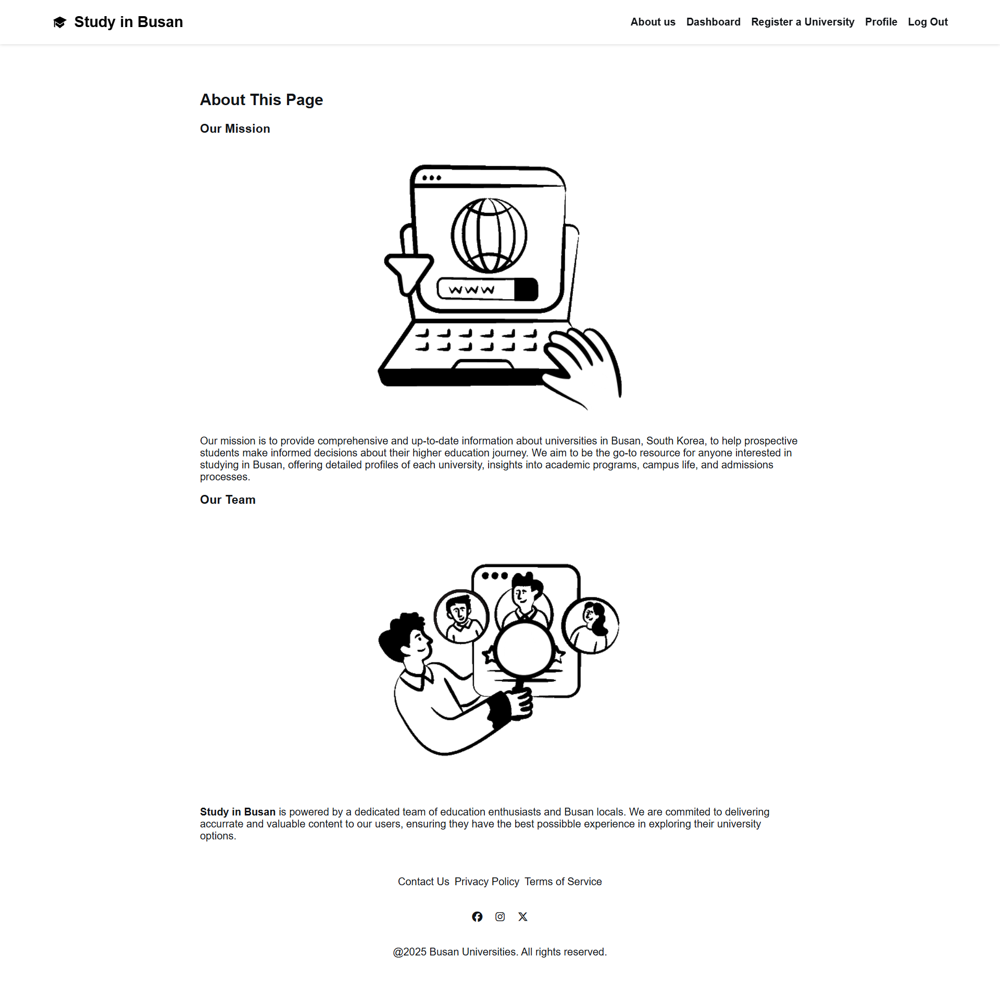 Study in Busan
About us Dashboard Register a University Profile Log Out
About This Page
Our Mission
WWW
Our mission is to provide comprehensive and up-to-date information about universities in Busan, South Korea, to help prospective
students make informed decisions about their higher education journey. We aim to be the go-to resource for anyone interested in
studying in Busan, offering detailed profiles of each university, insights into academic programs, campus life, and admissions
processes.
Our Team
Study in Busan is powered by a dedicated team of education enthusiasts and Busan locals. We are commited to delivering
accurrate and valuable content to our users, ensuring they have the best possibble experience in exploring their university
options.
Contact Us Privacy Policy Terms of Service
@2025 Busan Universities. All rights reserved.